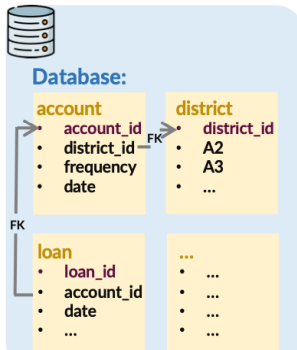 Database:
account
• account_id
• district_id
• frequency
• date
FK
district
• district_id
• A2
• A3
• ...
FK
loan
• loan_id
• account_id
• date
• ...
...
• ...
• ...
• ...
• ...